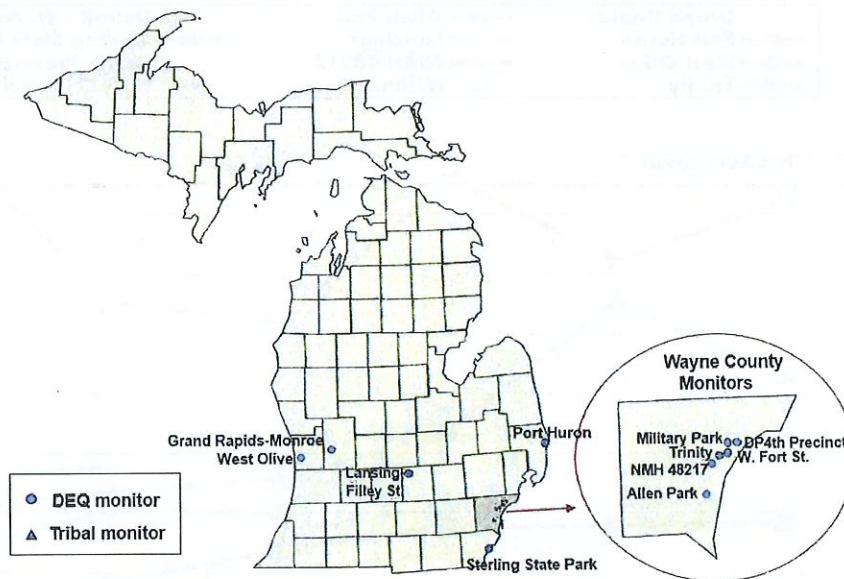 Grand Rapids-Monroe
West Olive
Lansing
Filley St.
Port Huron
Sterling State Park
Wayne County
Monitors
Military Park
DP4th Precinct
Trinity
W. Fort St.
NMH 48217
Allen Park
DEQ monitor
Tribal monitor